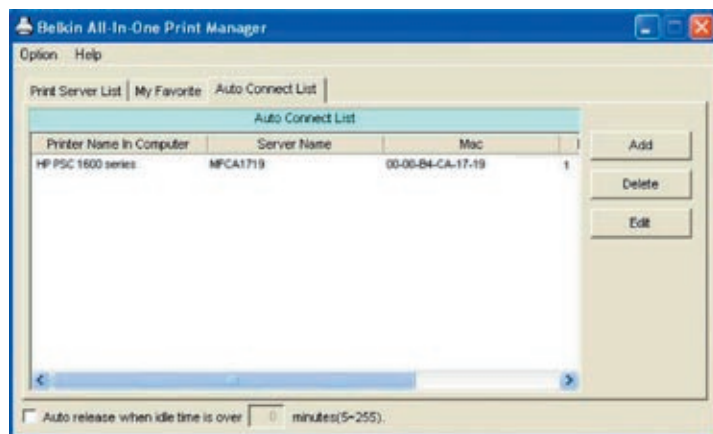 Belkin All-In-One Print Manager
Option Help
Print Server List My Favorite Auto Connect List
Auto Connect List
Printer Name In Computer Server Name Mac
HP PSC 1600 series MFCA1719 00-00-B4-CA-17-19 1
Add
Delete
Edit
Auto release when idle time is over 0 minutes(5~255).